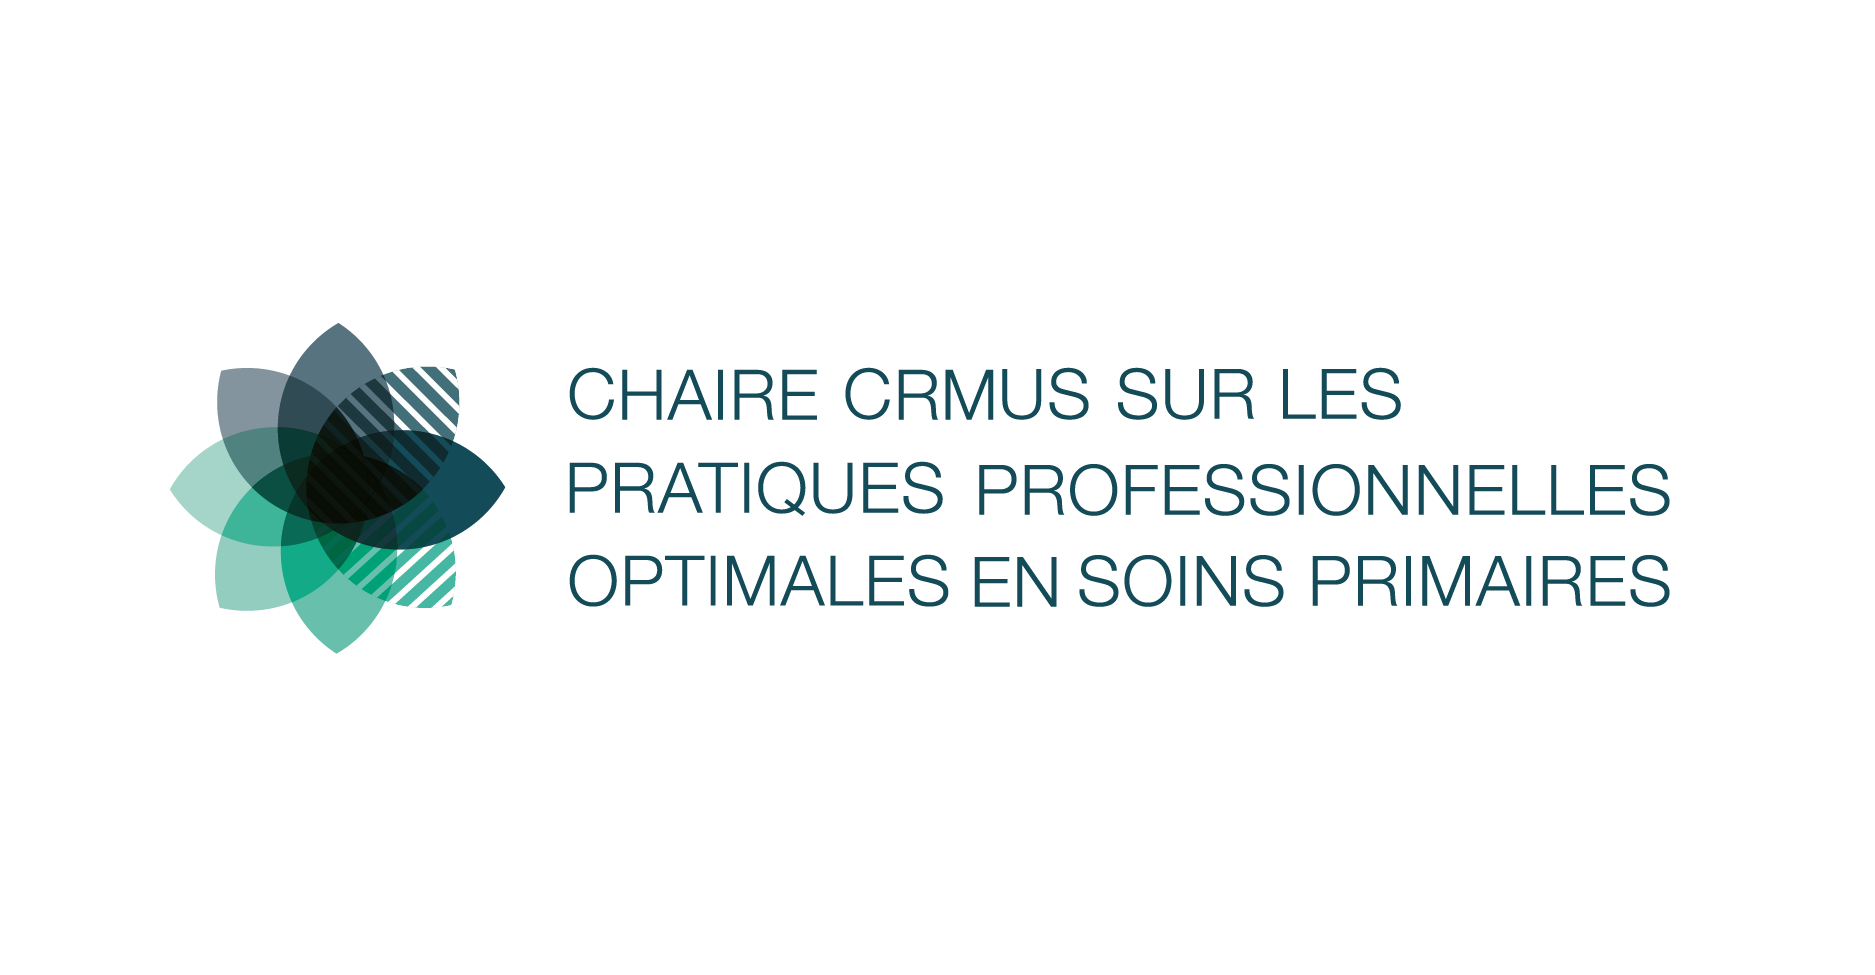 CHAIRE CRMUS SUR LES
PRATIQUES PROFESSIONNELLES
OPTIMALES EN SOINS PRIMAIRES